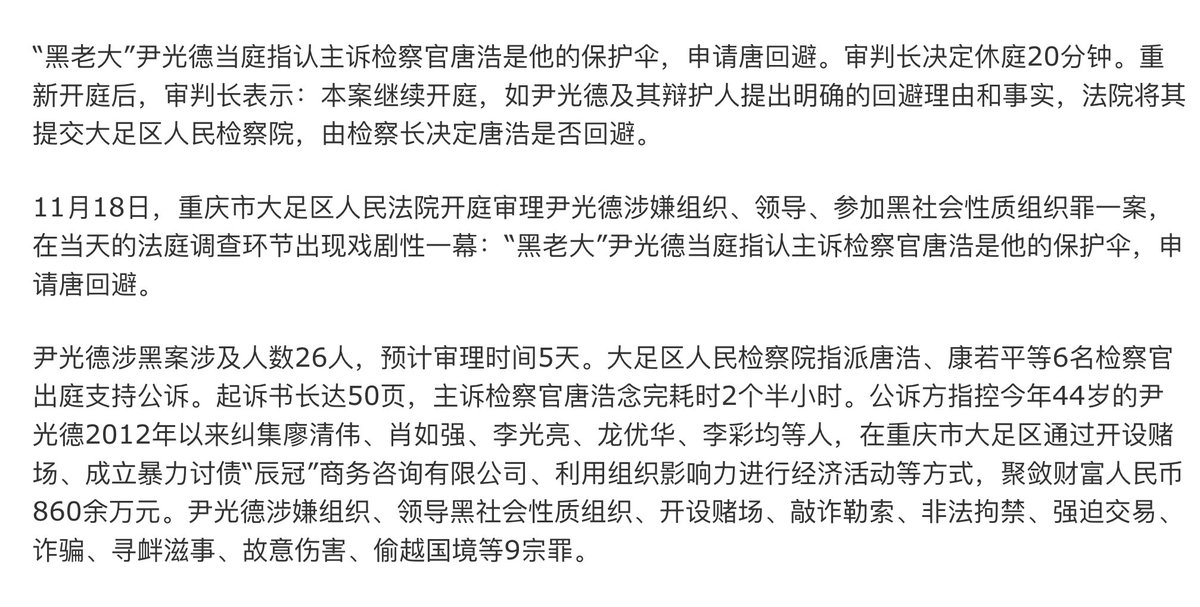 “黑老大”尹光德当庭指认主诉检察官唐浩是他的保护伞，申请唐回避。审判长决定休庭20分钟。重
新开庭后，审判长表示：本案继续开庭，如尹光德及其辩护人提出明确的回避理由和事实，法院将其
提交大足区人民检察院，由检察长决定唐浩是否回避。
11月18日，重庆市大足区人民法院开庭审理尹光德涉嫌组织、领导、参加黑社会性质组织罪一案，
在当天的法庭调查环节出现戏剧性一幕：“黑老大”尹光德当庭指认主诉检察官唐浩是他的保护伞，申
请唐回避。
尹光德涉黑案涉及人数26人，预计审理时间5天。大足区人民检察院指派唐浩、康若平等6名检察官
出庭支持公诉。起诉书长达50页，主诉检察官唐浩念完耗时2个半小时。公诉方指控今年44岁的尹
光德2012年以来纠集廖清伟、肖如强、李光亮、龙优华、李彩均等人，在重庆市大足区通过开设赌
场、成立暴力讨债“辰冠”商务咨询有限公司、利用组织影响力进行经济活动等方式，聚敛财富人民币
860余万元。尹光德涉嫌组织、领导黑社会性质组织、开设赌场、敲诈勒索、非法拘禁、强迫交易、
诈骗、寻衅滋事、故意伤害、偷越国境等9宗罪。